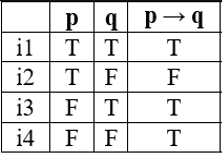 p q p → q
i1 T T T
i2 T F F
i3 F T T
i4 F F T